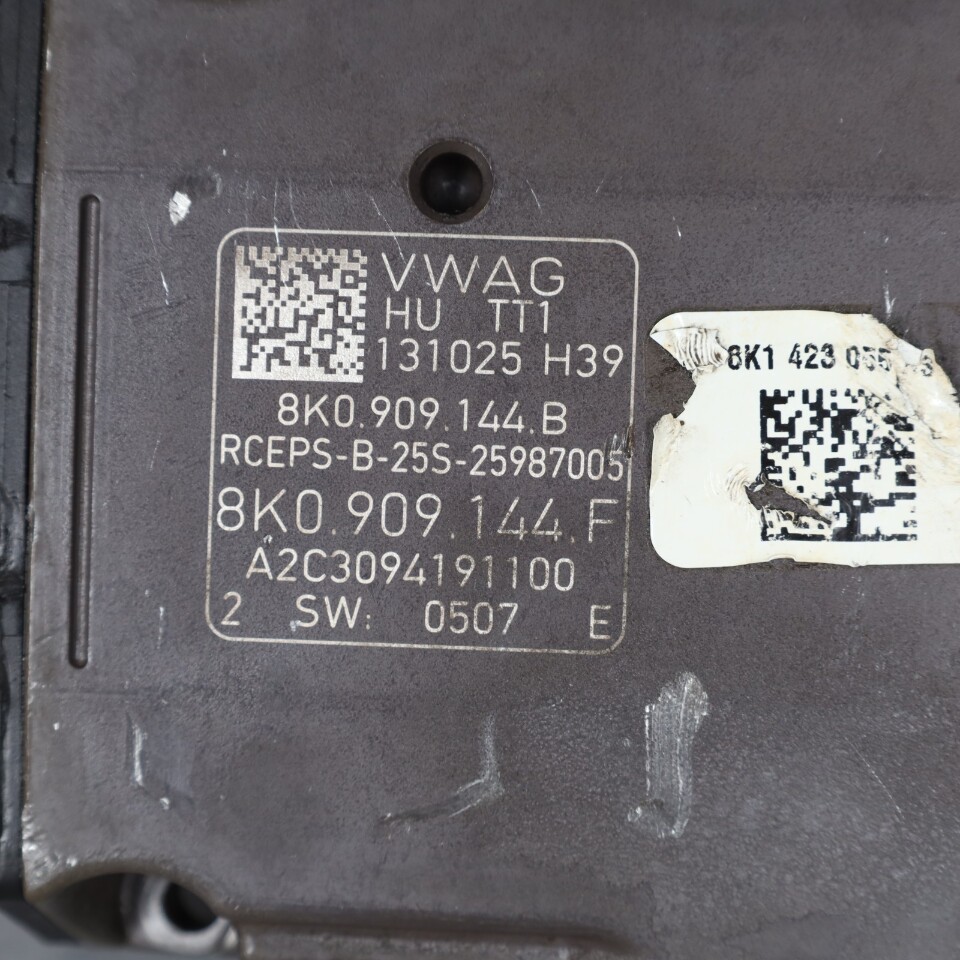 VWAG
HU TT1
131025 H39
8K0.909.144.B
RCEPS-B-25S-25987005
8K0.909.144.F
A2C3094191100
2 SW: 0507 E
8K1 423 055